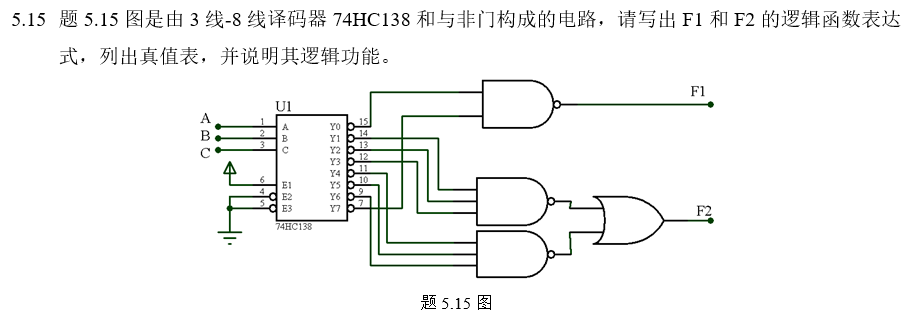 5.15 题 5.15 图是由 3 线-8 线译码器 74HC138 和与非门构成的电路，请写出 F1 和 F2 的逻辑函数表达
式，列出真值表，并说明其逻辑功能。
U1
F1
A 1 A Y0 15
B 2 B Y1 14
C 3 C Y2 13
Y3 12
Y4 11
6 E1 Y5 10
4 E2 Y6 9
5 E3 Y7 7
74HC138
F2
题 5.15 图